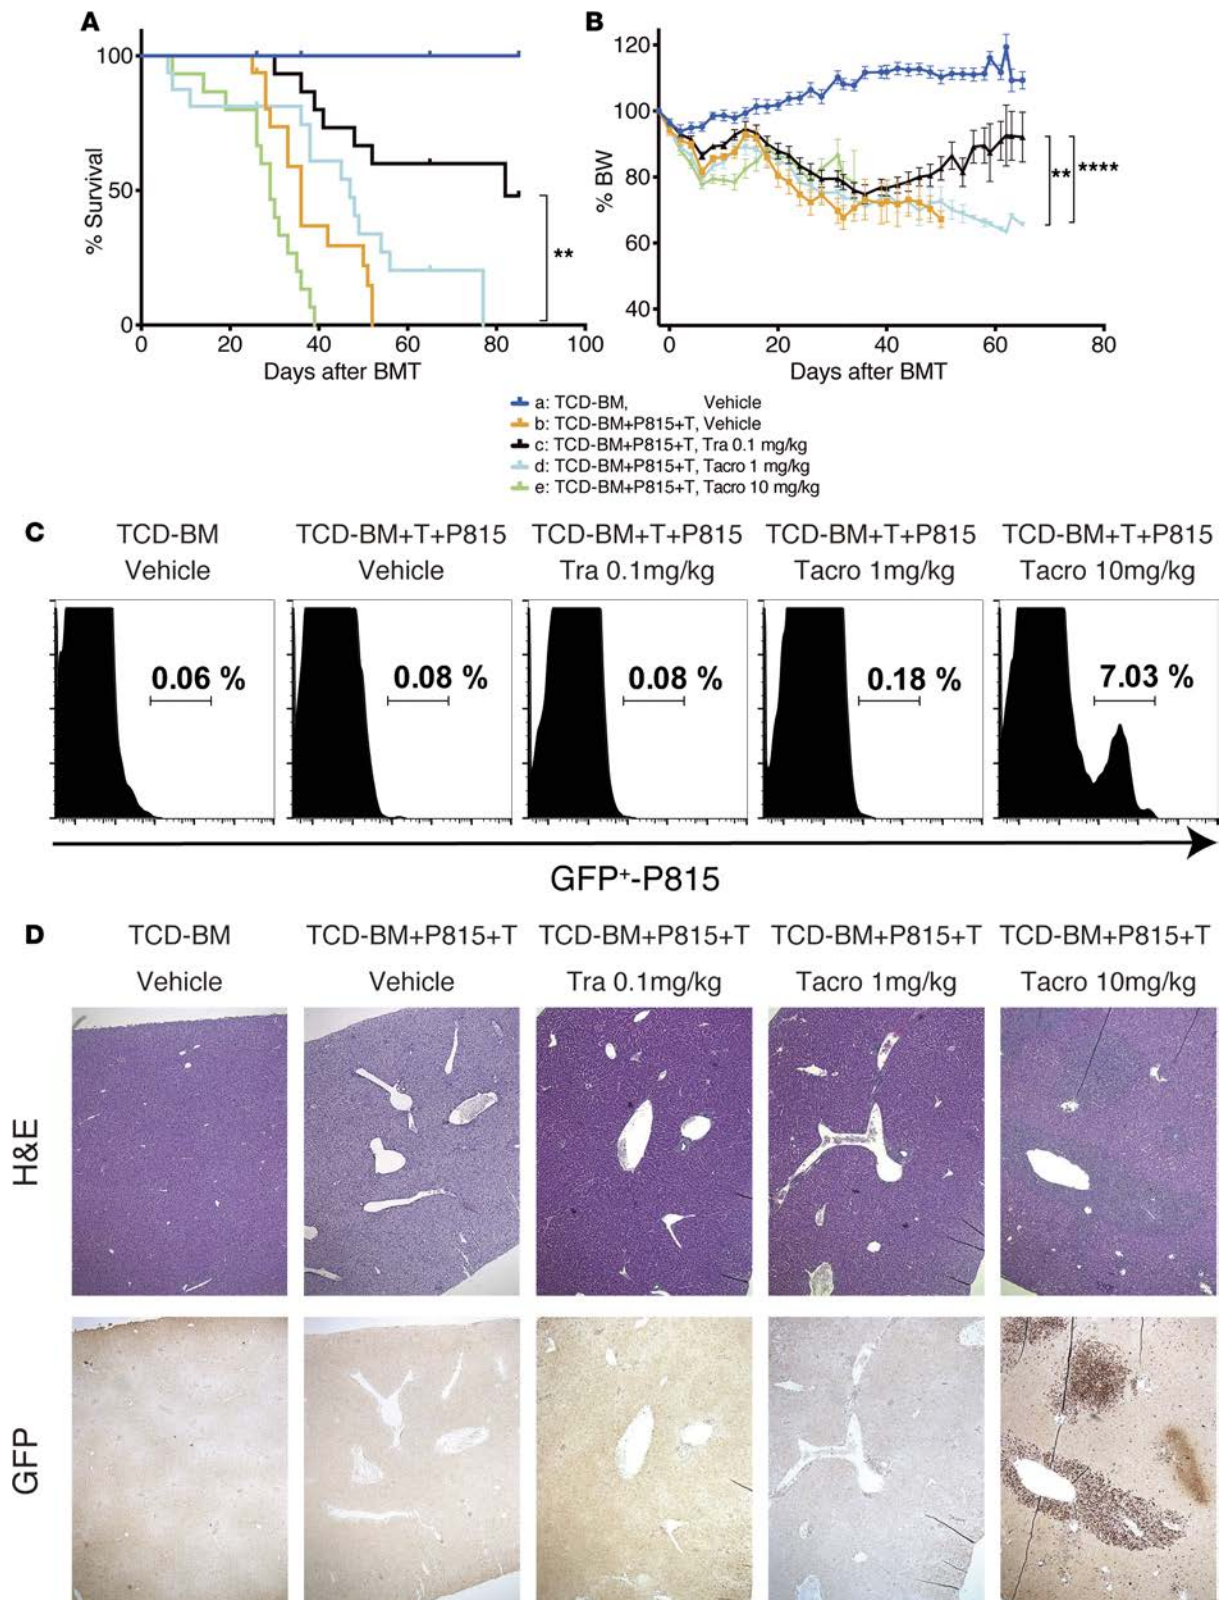 A
B
100
50
0
% Survival
**
0 20 40 60 80 100
Days after BMT
120
100
80
60
40
% BW
** ****
0 20 40 60 80
Days after BMT
a: TCD-BM, Vehicle
b: TCD-BM+P815+T, Vehicle
c: TCD-BM+P815+T, Tra 0.1 mg/kg
d: TCD-BM+P815+T, Tacro 1 mg/kg
e: TCD-BM+P815+T, Tacro 10 mg/kg
C
TCD-BM TCD-BM+T+P815 TCD-BM+T+P815 TCD-BM+T+P815 TCD-BM+T+P815
Vehicle Vehicle Tra 0.1mg/kg Tacro 1mg/kg Tacro 10mg/kg
0.06 % 0.08 % 0.08 % 0.18 % 7.03 %
GFP⁺-P815
D
TCD-BM TCD-BM+P815+T TCD-BM+P815+T TCD-BM+P815+T TCD-BM+P815+T
Vehicle Vehicle Tra 0.1mg/kg Tacro 1mg/kg Tacro 10mg/kg
H&E
GFP